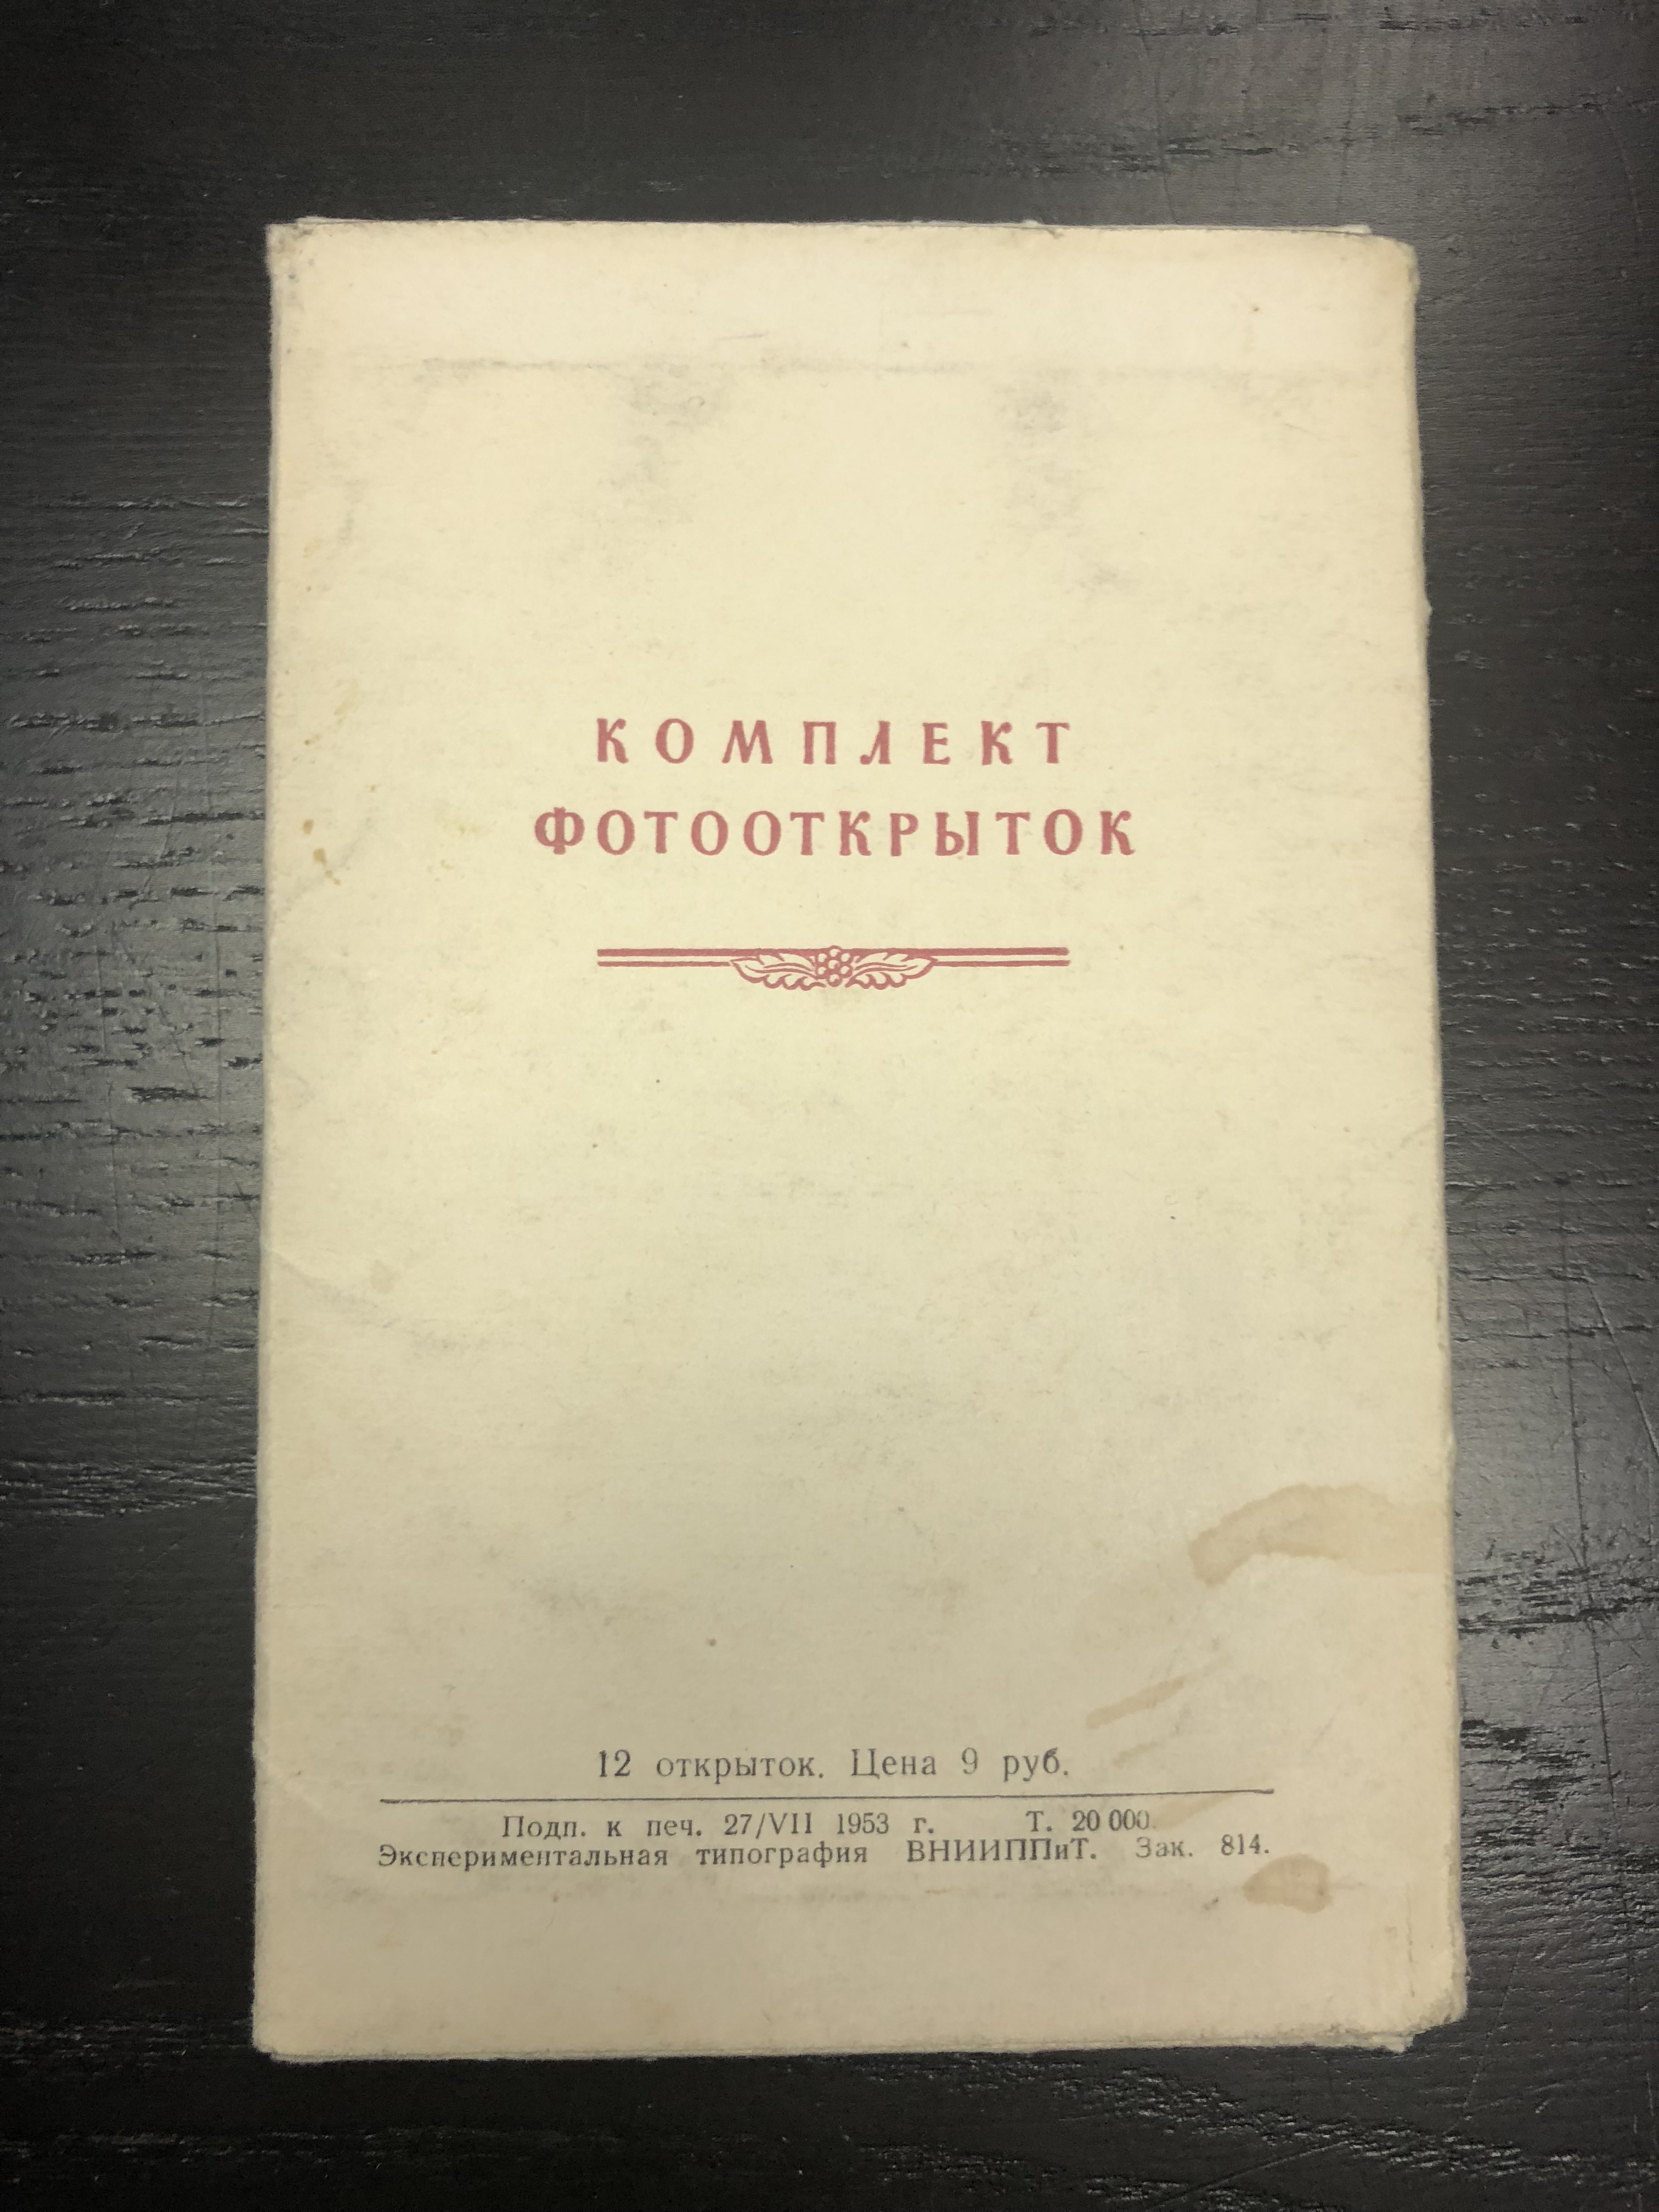 КОМПЛЕКТ
ФОТООТКРЫТОК
12 открыток. Цена 9 руб.
Подп. к печ. 27/VII 1953 г. Т. 20 000.
Экспериментальная типография ВНИИППиТ. Зак. 814.